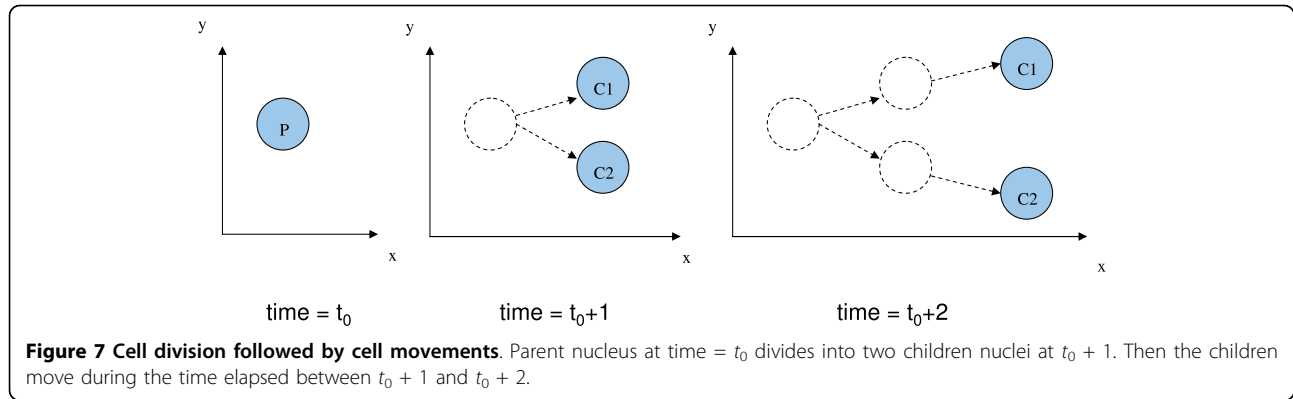 y
y
y
P
C1
C2
C1
C2
x
x
x
time = t₀
time = t₀+1
time = t₀+2
Figure 7 Cell division followed by cell movements. Parent nucleus at time = t₀ divides into two children nuclei at t₀ + 1. Then the children
move during the time elapsed between t₀ + 1 and t₀ + 2.